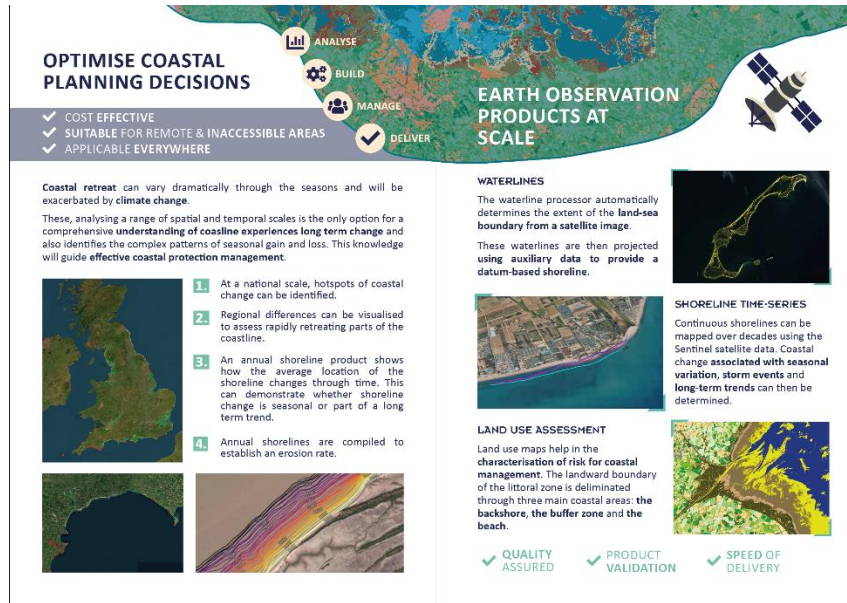 OPTIMISE COASTAL
PLANNING DECISIONS
COST EFFECTIVE
SUITABLE FOR REMOTE & INACCESSIBLE AREAS
APPLICABLE EVERYWHERE
ANALYSE
BUILD
MANAGE
DELIVER
EARTH OBSERVATION
PRODUCTS AT
SCALE
Coastal retreat can vary dramatically through the seasons and will be
exacerbated by climate change.
These, analysing a range of spatial and temporal scales is the only option for a
comprehensive understanding of coasline experiences long term change and
also identifies the complex patterns of seasonal gain and loss. This knowledge
will guide effective coastal protection management.
1. At a national scale, hotspots of coastal
change can be identified.
2. Regional differences can be visualised
to assess rapidly retreating parts of the
coastline.
3. An annual shoreline product shows
how the average location of the
shoreline changes through time. This
can demonstrate whether shoreline
change is seasonal or part of a long
term trend.
4. Annual shorelines are compiled to
establish an erosion rate.
WATERLINES
The waterline processor automatically
determines the extent of the land-sea
boundary from a satellite image.
These waterlines are then projected
using auxiliary data to provide a
datum-based shoreline.
SHORELINE TIME-SERIES
Continuous shorelines can be
mapped over decades using the
Sentinel satellite data. Coastal
change associated with seasonal
variation, storm events and
long-term trends can then be
determined.
LAND USE ASSESSMENT
Land use maps help in the
characterisation of risk for coastal
management. The landward boundary
of the littoral zone is deliminated
through three main coastal areas: the
backshore, the buffer zone and the
beach.
QUALITY
ASSURED
PRODUCT
VALIDATION
SPEED OF
DELIVERY